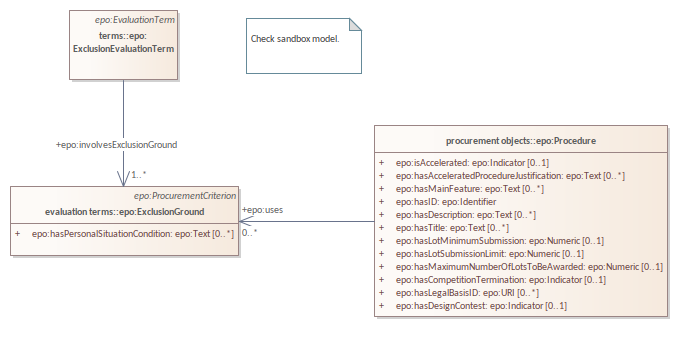 epo:EvaluationTerm
terms::epo:
ExclusionEvaluationTerm
Check sandbox model.
+epo:involvesExclusionGround
1..*
epo:ProcurementCriterion
evaluation terms::epo:ExclusionGround
+ epo:hasPersonalSituationCondition: epo:Text [0..*]
+epo:uses
0..*
procurement objects::epo:Procedure
+ epo:isAccelerated: epo:Indicator [0..1]
+ epo:hasAcceleratedProcedureJustification: epo:Text [0..*]
+ epo:hasMainFeature: epo:Text [0..*]
+ epo:hasID: epo:Identifier
+ epo:hasDescription: epo:Text [0..*]
+ epo:hasTitle: epo:Text [0..*]
+ epo:hasLotMinimumSubmission: epo:Numeric [0..1]
+ epo:hasLotSubmissionLimit: epo:Numeric [0..1]
+ epo:hasMaximumNumberOfLotsToBeAwarded: epo:Numeric [0..1]
+ epo:hasCompetitionTermination: epo:Indicator [0..1]
+ epo:hasLegalBasisID: epo:URI [0..*]
+ epo:hasDesignContest: epo:Indicator [0..1]